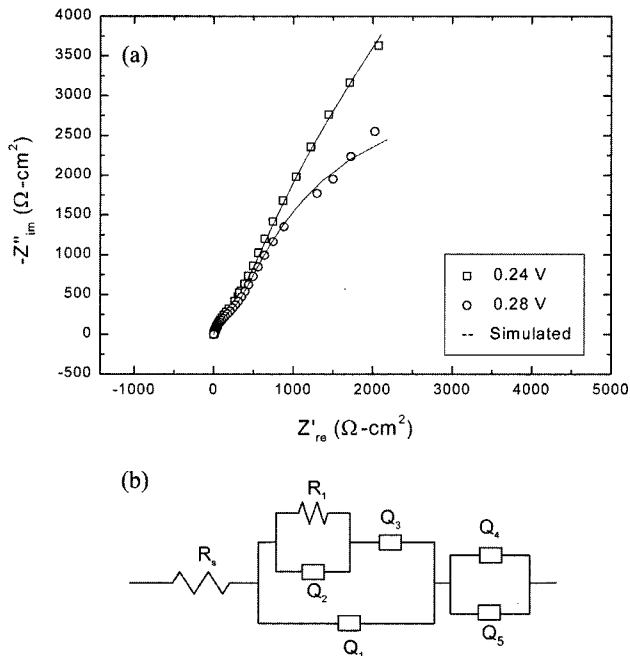 (a)
4000
3500
3000
2500
2000
1500
1000
500
0
-500
-Z''im (Ω-cm²)
0.24 V
0.28 V
Simulated
-1000 0 1000 2000 3000 4000 5000
Z're (Ω-cm²)
(b)
R1
Q3
Q4
Rs
Q2
Q5
Q1